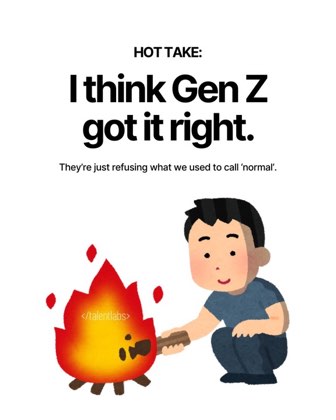 HOT TAKE:
I think Gen Z
got it right.
They're just refusing what we used to call 'normal'.
</talentlabs>